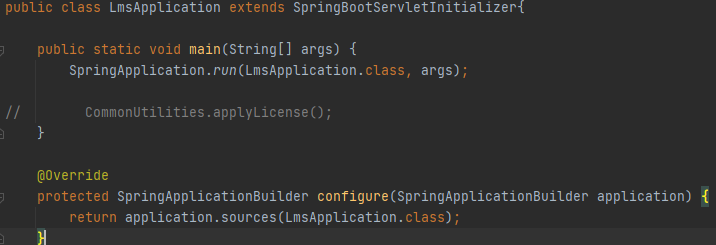 public class LmsApplication extends SpringBootServletInitializer{
public static void main(String[] args) {
SpringApplication.run(LmsApplication.class, args);
//        CommonUtilities.applyLicense();
}
@Override
protected SpringApplicationBuilder configure(SpringApplicationBuilder application) {
return application.sources(LmsApplication.class);
}